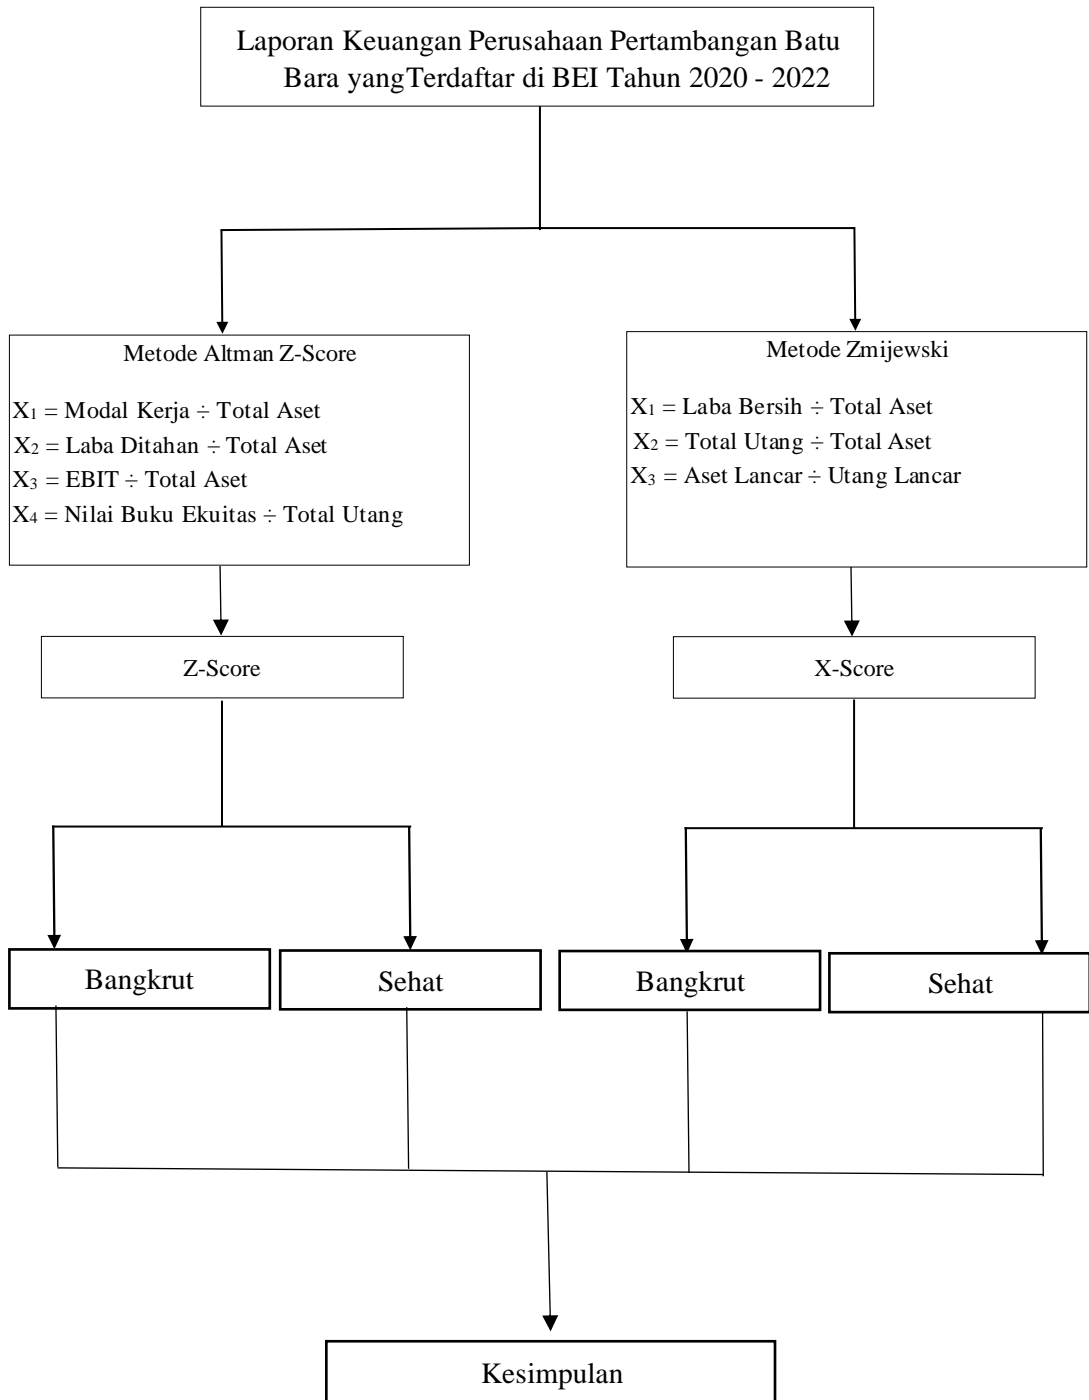 Laporan Keuangan Perusahaan Pertambangan Batu
Bara yangTerdaftar di BEI Tahun 2020 - 2022
Metode Altman Z-Score
X₁ = Modal Kerja ÷ Total Aset
X₂ = Laba Ditahan ÷ Total Aset
X₃ = EBIT ÷ Total Aset
X₄ = Nilai Buku Ekuitas ÷ Total Utang
Metode Zmijewski
X₁ = Laba Bersih ÷ Total Aset
X₂ = Total Utang ÷ Total Aset
X₃ = Aset Lancar ÷ Utang Lancar
Z-Score
X-Score
Bangkrut
Sehat
Bangkrut
Sehat
Kesimpulan